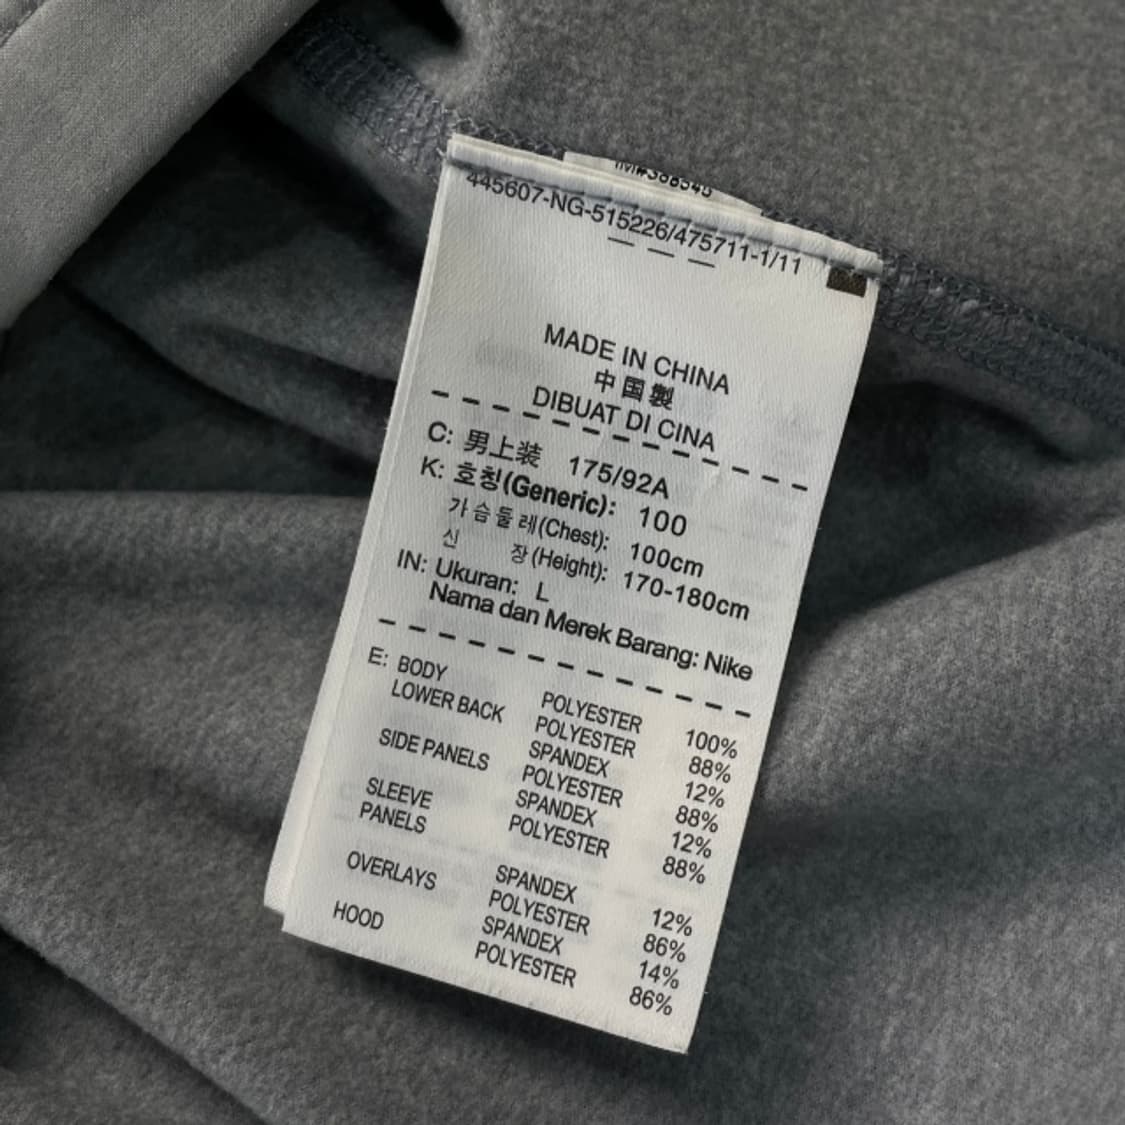 445607-NG-515226/475711-1/11
MADE IN CHINA
中国製
DIBUAT DI CINA
C: 男上装 175/92A
K: 호칭(Generic): 100
가슴둘레(Chest): 100cm
신 장(Height): 170-180cm
IN: Ukuran: L
Nama dan Merek Barang: Nike
E: BODY POLYESTER 100%
LOWER BACK POLYESTER 88%
SPANDEX 12%
SIDE PANELS POLYESTER 88%
SPANDEX 12%
SLEEVE POLYESTER 88%
PANELS
SPANDEX 12%
OVERLAYS POLYESTER 86%
SPANDEX 14%
HOOD POLYESTER 86%